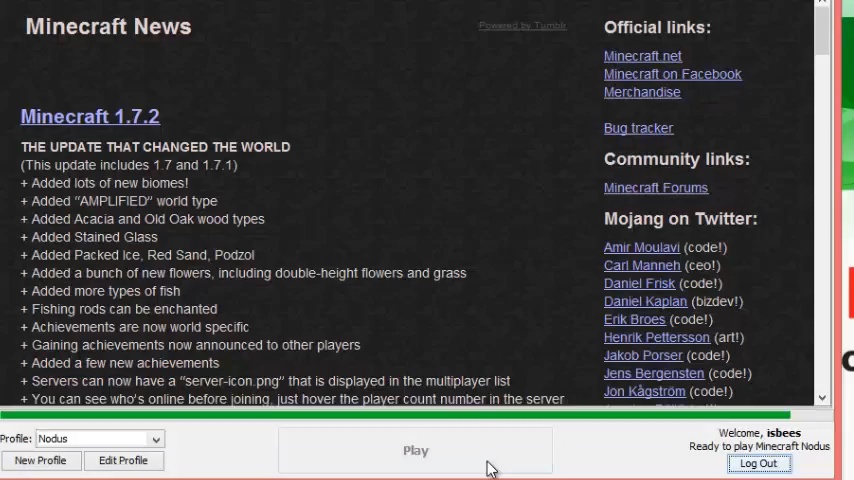 Minecraft News
Powered by Tumblr
Minecraft 1.7.2
THE UPDATE THAT CHANGED THE WORLD
(This update includes 1.7 and 1.7.1)
+ Added lots of new biomes!
+ Added "AMPLIFIED" world type
+ Added Acacia and Old Oak wood types
+ Added Stained Glass
+ Added Packed Ice, Red Sand, Podzol
+ Added a bunch of new flowers, including double-height flowers and grass
+ Added more types of fish
+ Fishing rods can be enchanted
+ Achievements are now world specific
+ Gaining achievements now announced to other players
+ Added a few new achievements
+ Servers can now have a "server-icon.png" that is displayed in the multiplayer list
+ You can see who's online before joining, just hover the player count number in the server
Official links:
Minecraft.net
Minecraft on Facebook
Merchandise
Bug tracker
Community links:
Minecraft Forums
Mojang on Twitter:
Amir Moulavi (code!)
Carl Manneh (ceo!)
Daniel Frisk (code!)
Daniel Kaplan (bizdev!)
Erik Broes (code!)
Henrik Pettersson (art!)
Jakob Porser (code!)
Jens Bergensten (code!)
Jon Kågström (code!)
Profile: Nodus
New Profile Edit Profile
Play
Welcome, isbees
Ready to play Minecraft Nodus
Log Out